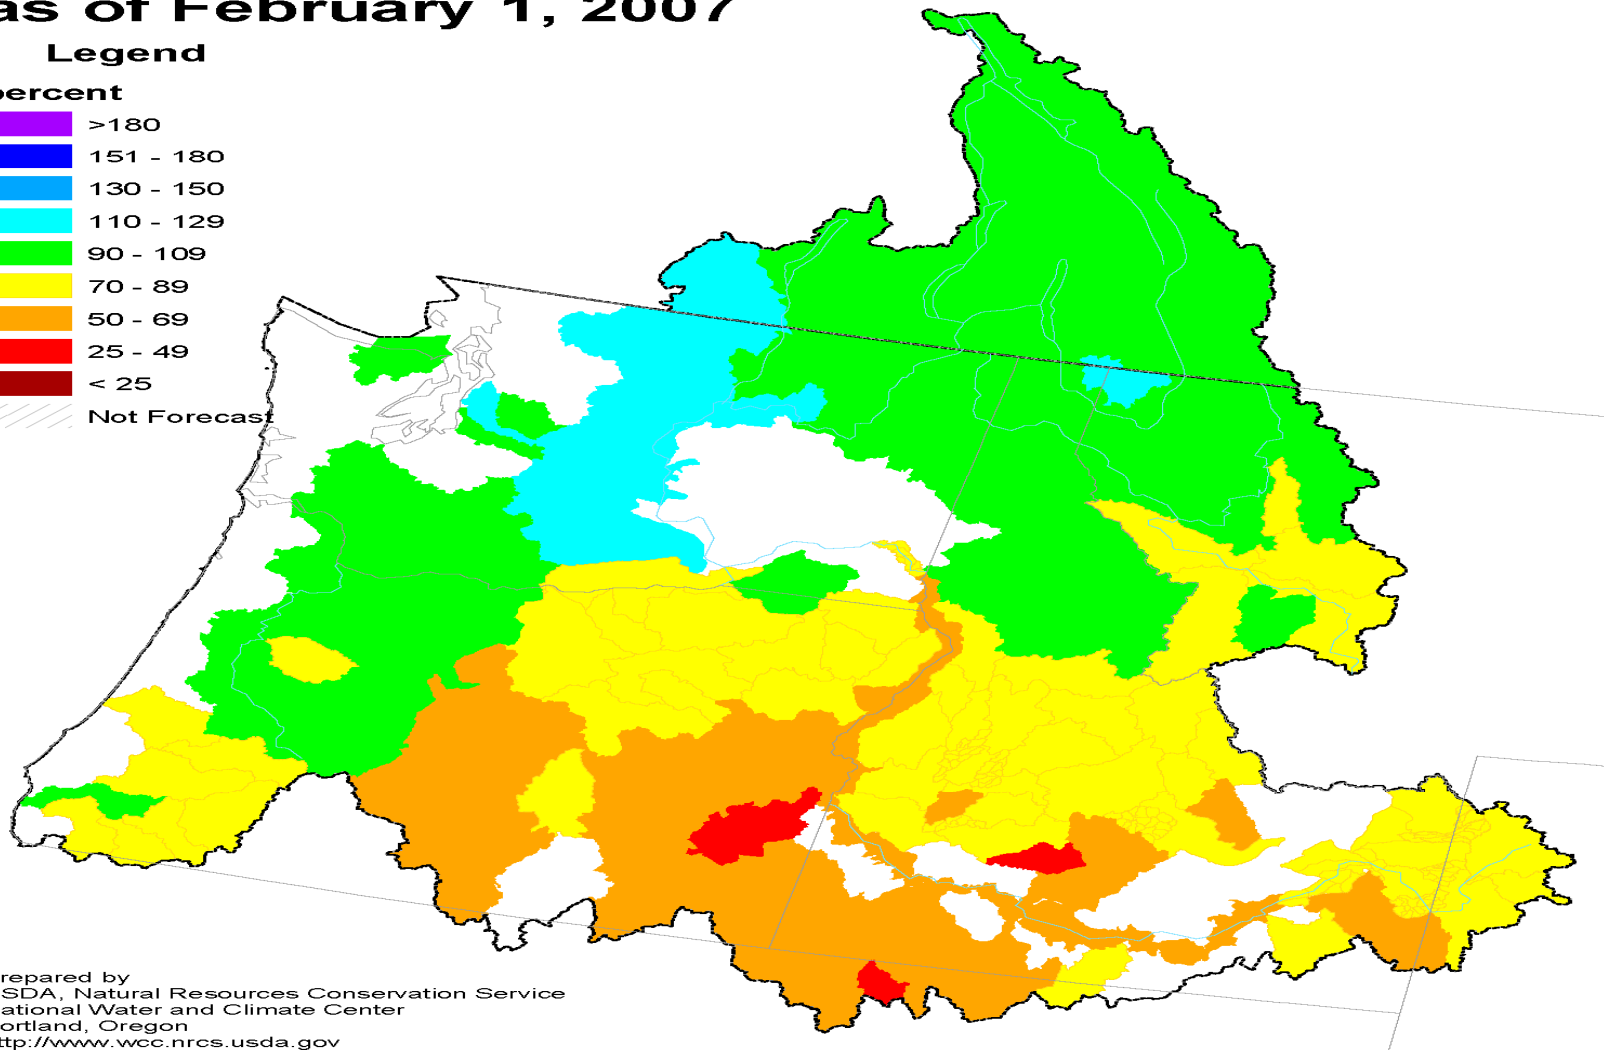 as of February 1, 2007
Legend
percent
>180
151 - 180
130 - 150
110 - 129
90 - 109
70 - 89
50 - 69
25 - 49
< 25
Not Forecast
repared by
SDA, Natural Resources Conservation Service
ational Water and Climate Center
ortland, Oregon
ttp://www.wcc.nrcs.usda.gov